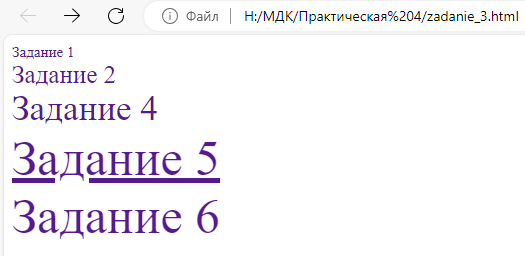 Файл H:/МДК/Практическая%204/zadanie_3.html
Задание 1
Задание 2
Задание 4
Задание 5
Задание 6